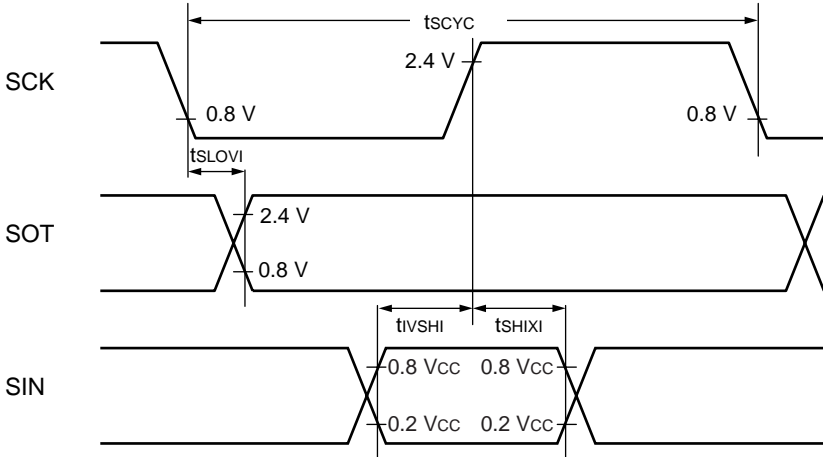 tSCYC
SCK
2.4 V
0.8 V
0.8 V
tSLOVI
SOT
2.4 V
0.8 V
tIVSHI
tSHIXI
SIN
0.8 VCC
0.8 VCC
0.2 VCC
0.2 VCC